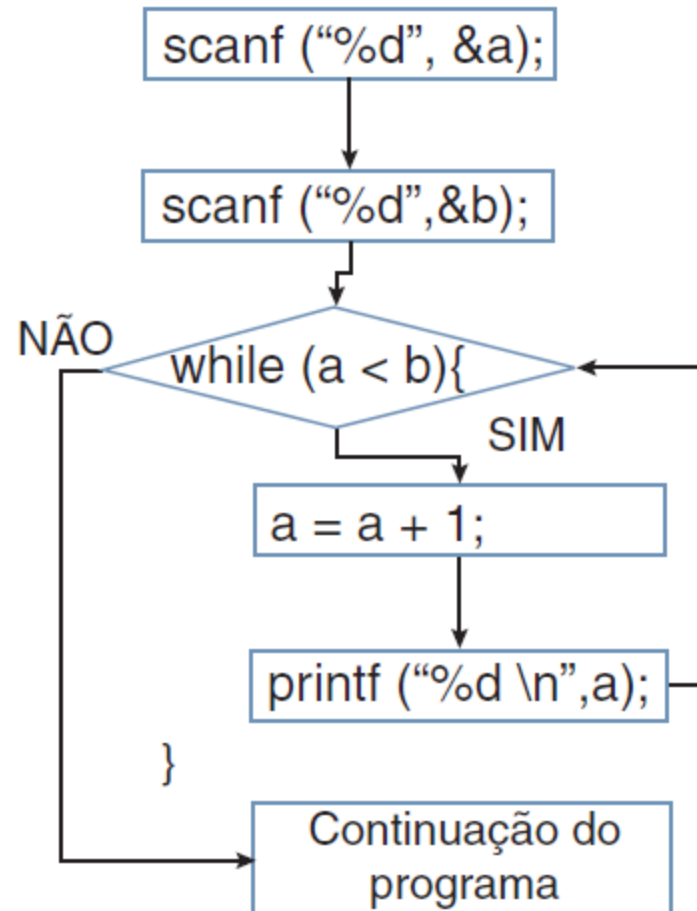 scanf (“%d”, &a);
scanf (“%d”,&b);
NÃO
while (a < b){
SIM
a = a + 1;
printf (“%d \n”,a);
}
Continuação do
programa